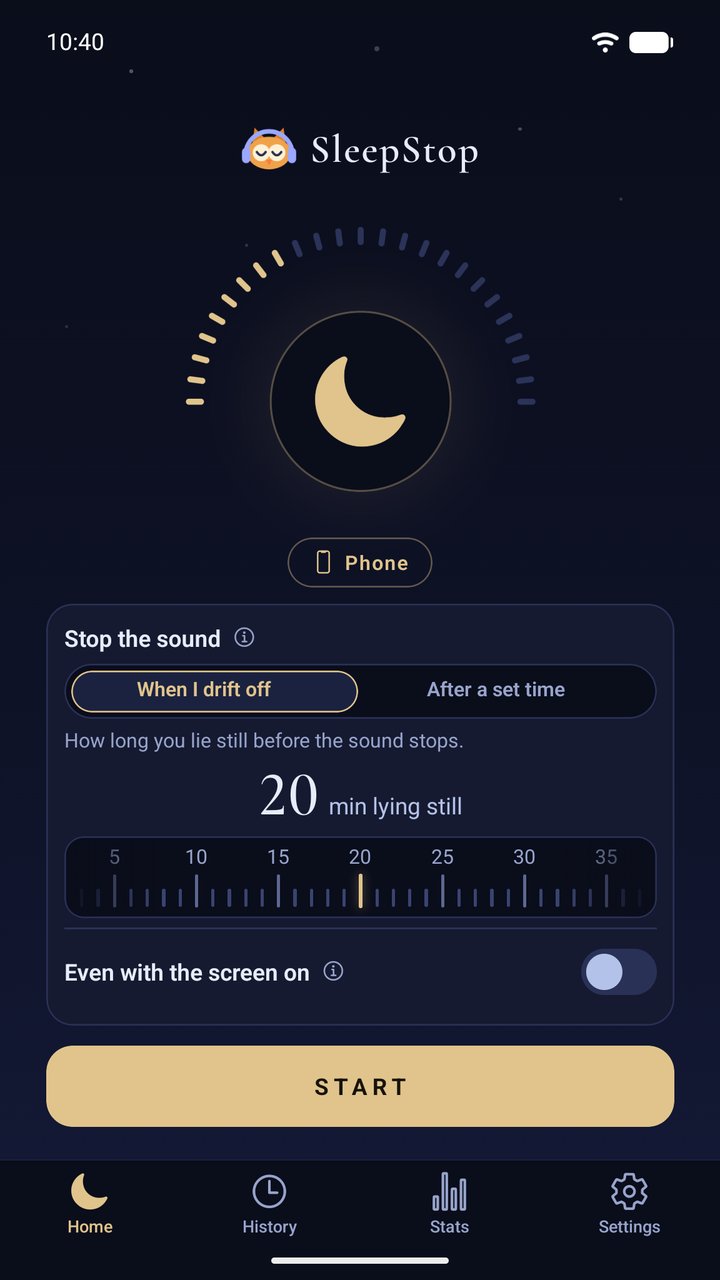 10:40
SleepStop
Phone
Stop the sound
When I drift off
After a set time
How long you lie still before the sound stops.
20 min lying still
5 10 15 20 25 30 35
Even with the screen on
START
Home
History
Stats
Settings